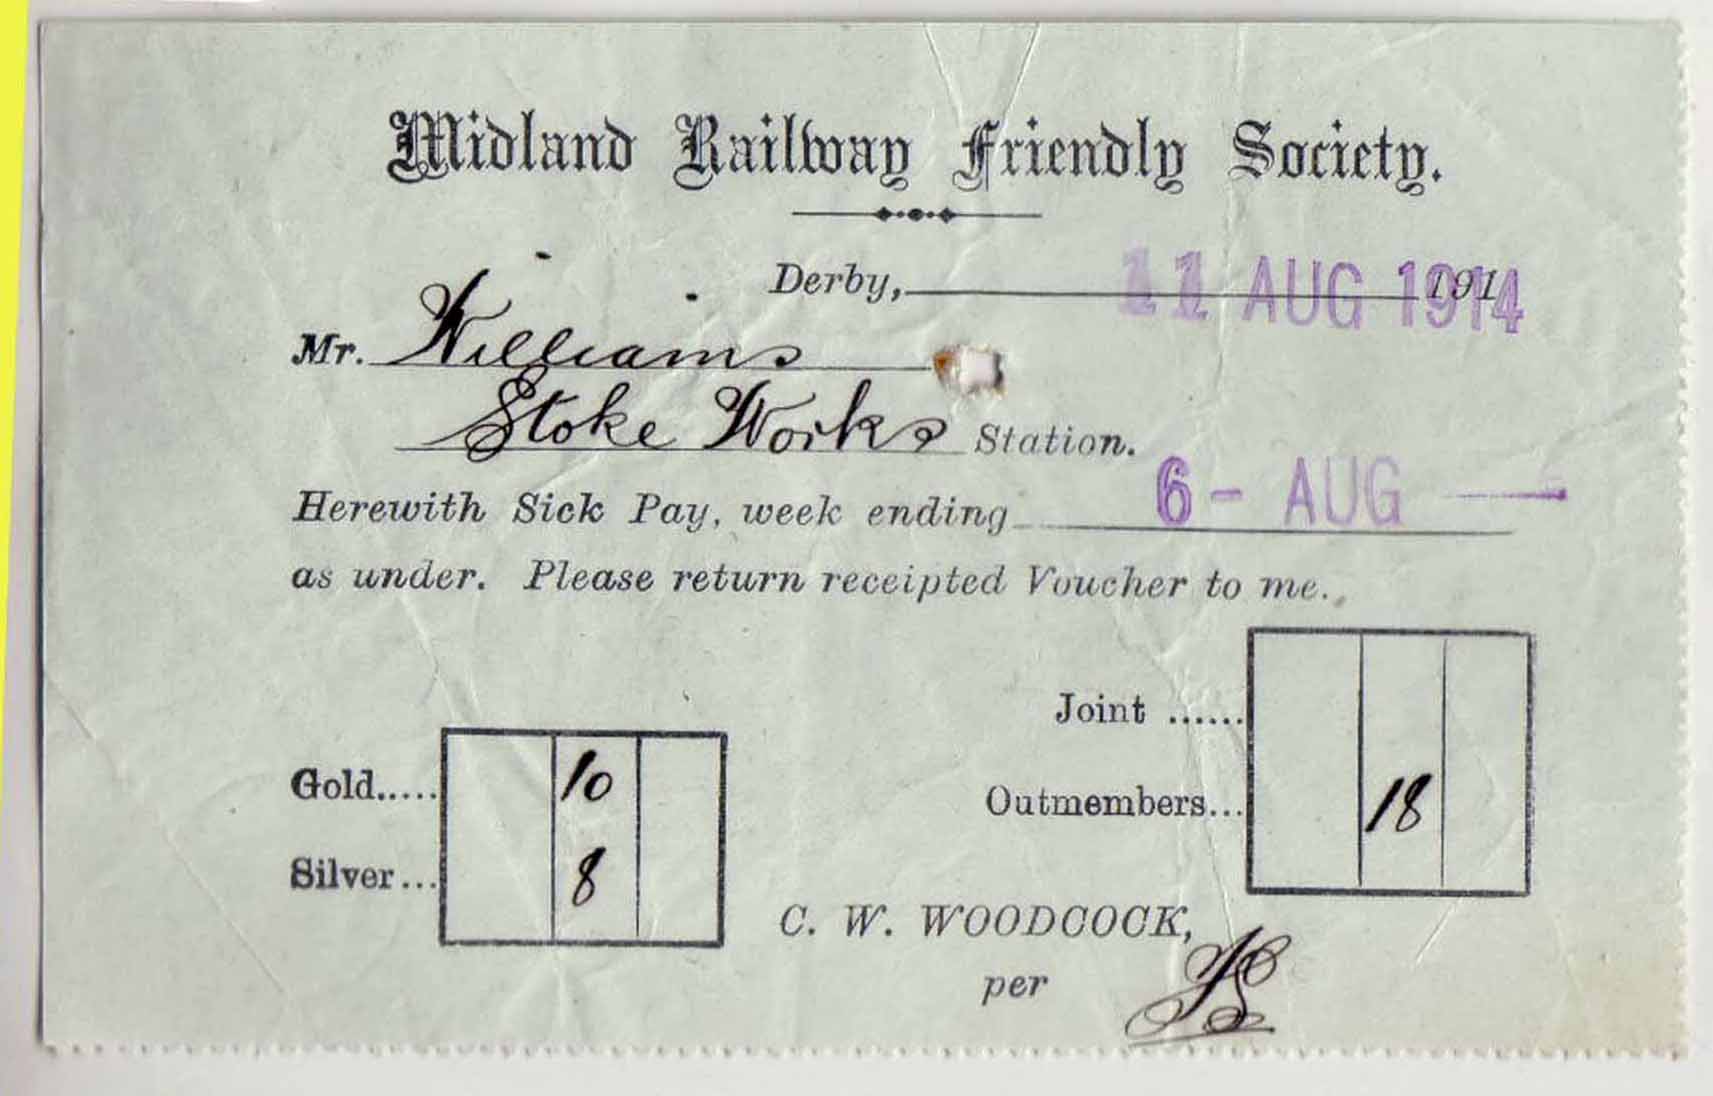 Midland Railway Friendly Society.
Derby, 11 AUG 1914 191
Mr. Williams
Stoke Works Station.
Herewith Sick Pay, week ending 6 - AUG —
as under. Please return receipted Voucher to me.
Joint ......
Gold..... 10
Outmembers... 18
Silver... 8
C. W. WOODCOCK,
per